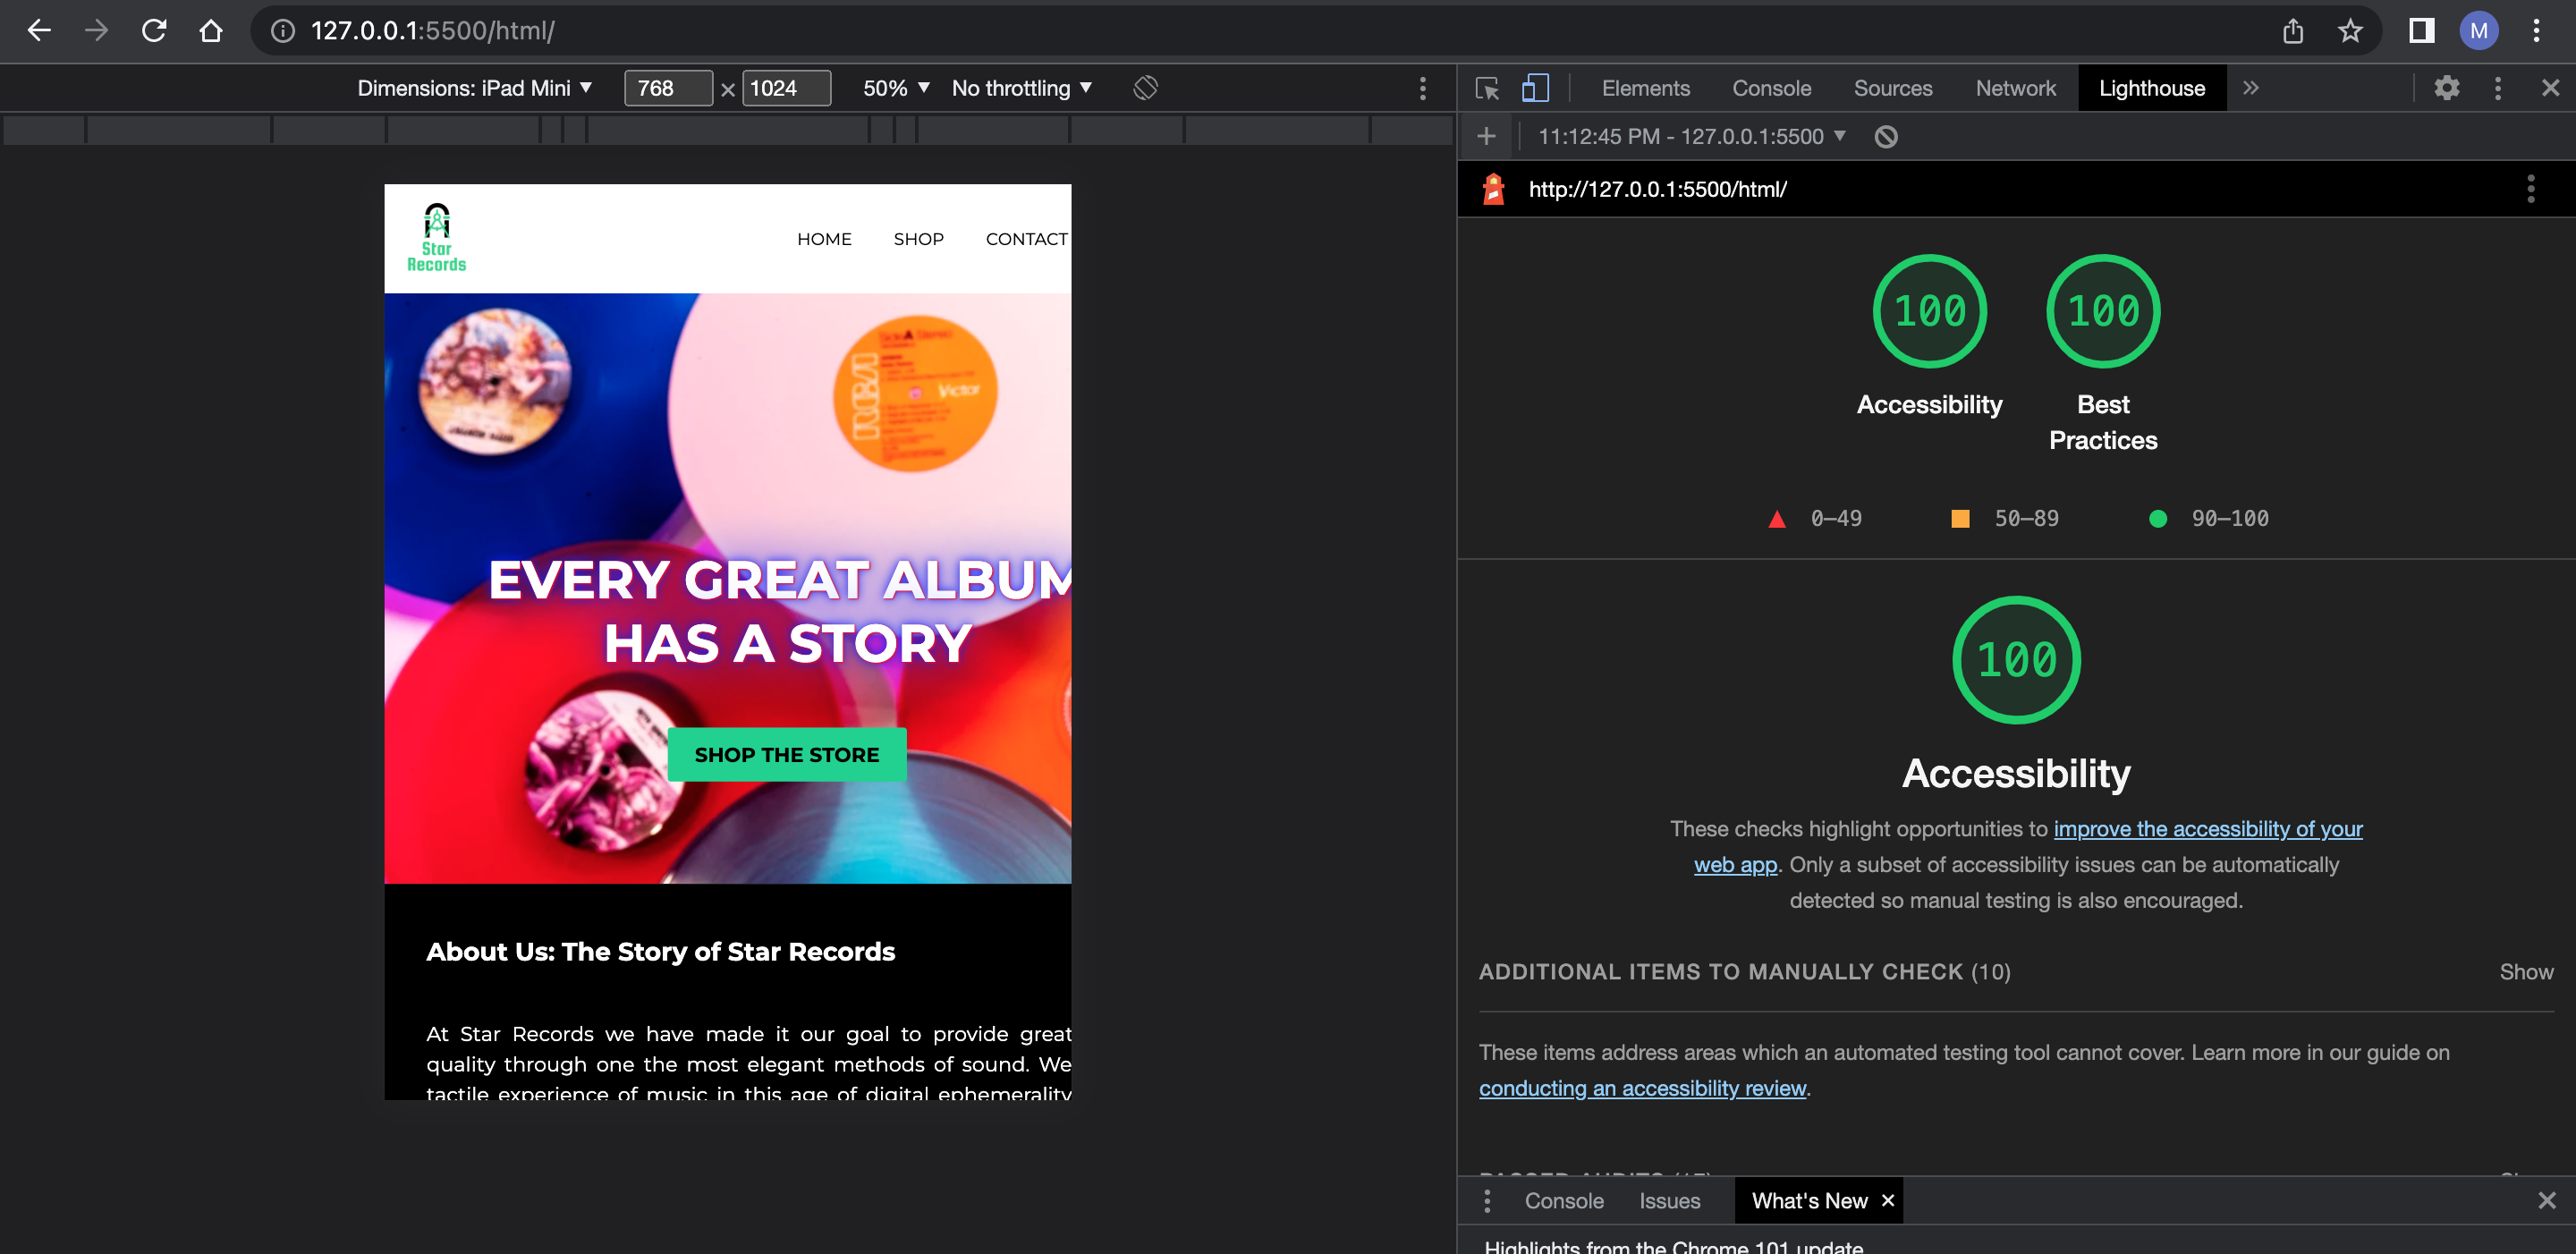 127.0.0.1:5500/html/
M
Dimensions: iPad Mini
768 × 1024
50%
No throttling
Elements
Console
Sources
Network
Lighthouse
11:12:45 PM - 127.0.0.1:5500
http://127.0.0.1:5500/html/
Star
Records
HOME
SHOP
CONTACT
RCA
Victor
EVERY GREAT ALBUM
HAS A STORY
SHOP THE STORE
About Us: The Story of Star Records
At Star Records we have made it our goal to provide great
quality through one the most elegant methods of sound. We
tactile experience of music in this age of digital ephemerality
100
Accessibility
100
Best
Practices
0–49
50–89
90–100
100
Accessibility
These checks highlight opportunities to improve the accessibility of your
web app. Only a subset of accessibility issues can be automatically
detected so manual testing is also encouraged.
ADDITIONAL ITEMS TO MANUALLY CHECK (10)
Show
These items address areas which an automated testing tool cannot cover. Learn more in our guide on
conducting an accessibility review.
Console
Issues
What's New
Highlights from the Chrome 101 update